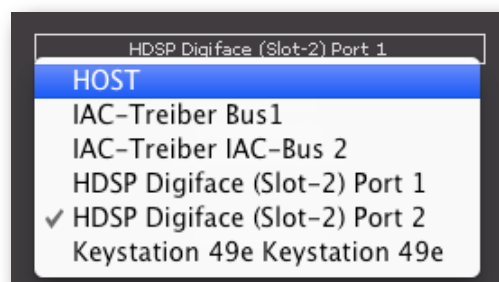 HDSP Digiface (Slot-2) Port 1
HOST
IAC-Treiber Bus1
IAC-Treiber IAC-Bus 2
HDSP Digiface (Slot-2) Port 1
✓ HDSP Digiface (Slot-2) Port 2
Keystation 49e Keystation 49e